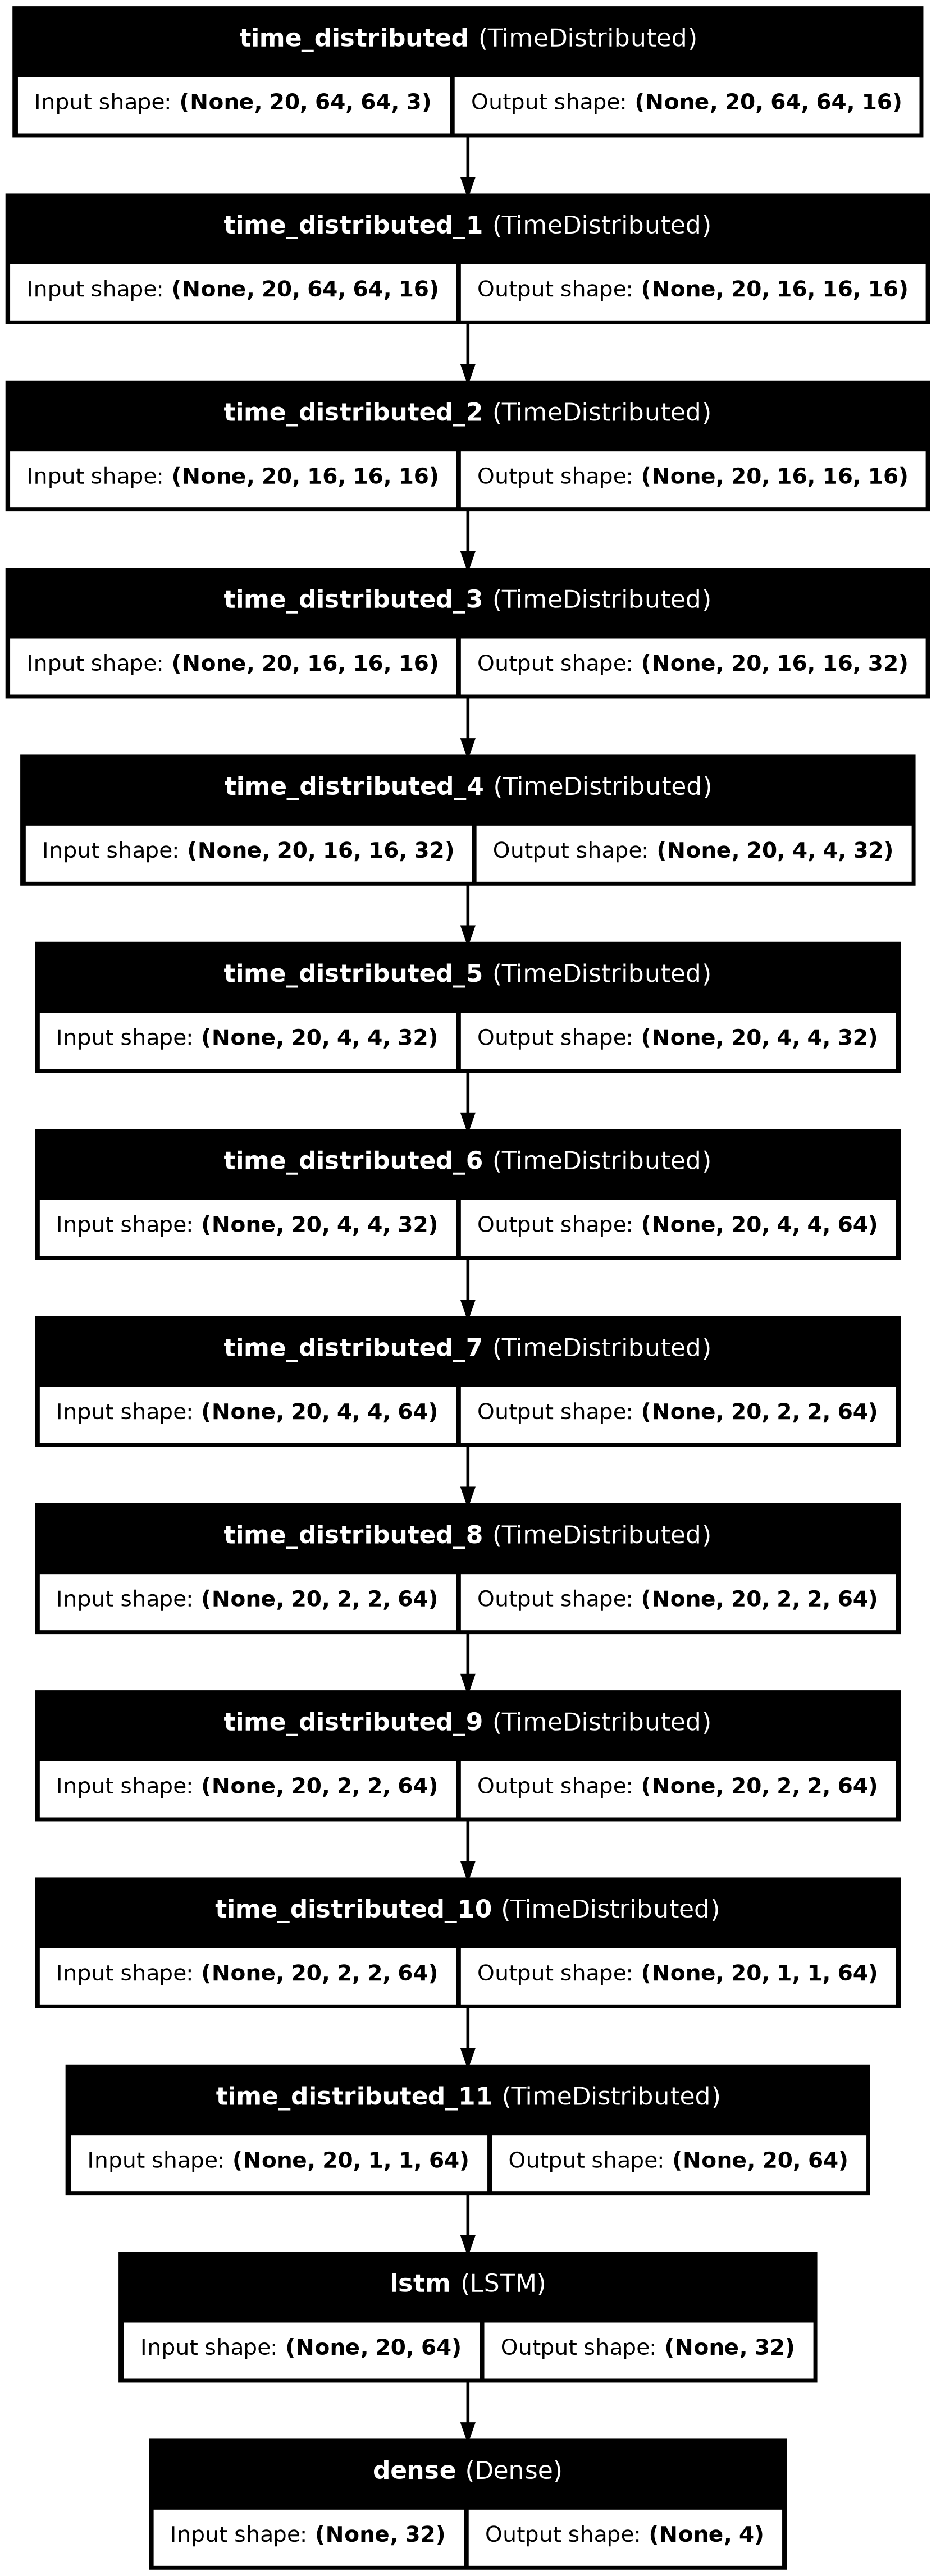 time_distributed (TimeDistributed)
Input shape: (None, 20, 64, 64, 3) Output shape: (None, 20, 64, 64, 16)
time_distributed_1 (TimeDistributed)
Input shape: (None, 20, 64, 64, 16) Output shape: (None, 20, 16, 16, 16)
time_distributed_2 (TimeDistributed)
Input shape: (None, 20, 16, 16, 16) Output shape: (None, 20, 16, 16, 16)
time_distributed_3 (TimeDistributed)
Input shape: (None, 20, 16, 16, 16) Output shape: (None, 20, 16, 16, 32)
time_distributed_4 (TimeDistributed)
Input shape: (None, 20, 16, 16, 32) Output shape: (None, 20, 4, 4, 32)
time_distributed_5 (TimeDistributed)
Input shape: (None, 20, 4, 4, 32) Output shape: (None, 20, 4, 4, 32)
time_distributed_6 (TimeDistributed)
Input shape: (None, 20, 4, 4, 32) Output shape: (None, 20, 4, 4, 64)
time_distributed_7 (TimeDistributed)
Input shape: (None, 20, 4, 4, 64) Output shape: (None, 20, 2, 2, 64)
time_distributed_8 (TimeDistributed)
Input shape: (None, 20, 2, 2, 64) Output shape: (None, 20, 2, 2, 64)
time_distributed_9 (TimeDistributed)
Input shape: (None, 20, 2, 2, 64) Output shape: (None, 20, 2, 2, 64)
time_distributed_10 (TimeDistributed)
Input shape: (None, 20, 2, 2, 64) Output shape: (None, 20, 1, 1, 64)
time_distributed_11 (TimeDistributed)
Input shape: (None, 20, 1, 1, 64) Output shape: (None, 20, 64)
lstm (LSTM)
Input shape: (None, 20, 64) Output shape: (None, 32)
dense (Dense)
Input shape: (None, 32) Output shape: (None, 4)